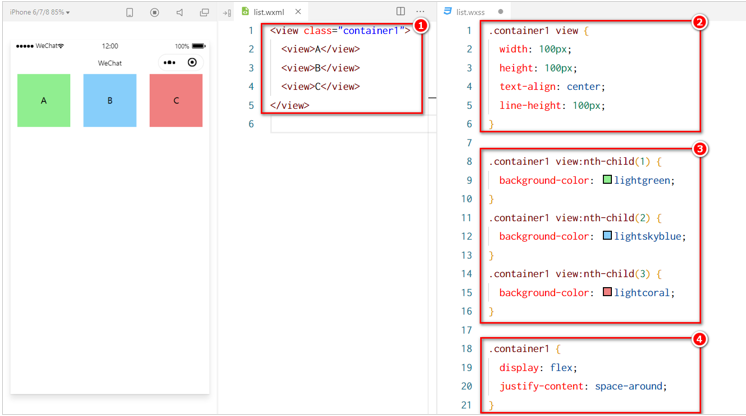 iPhone 6/7/8 85%
WeChat
12:00
100%
WeChat
A
B
C
list.wxml
1
1 <view class="container1">
2 <view>A</view>
3 <view>B</view>
4 <view>C</view>
5 </view>
6
list.wxss
2
1 .container1 view {
2 width: 100px;
3 height: 100px;
4 text-align: center;
5 line-height: 100px;
6 }
7
3
8 .container1 view:nth-child(1) {
9 background-color: lightgreen;
10 }
11 .container1 view:nth-child(2) {
12 background-color: lightskyblue;
13 }
14 .container1 view:nth-child(3) {
15 background-color: lightcoral;
16 }
17
4
18 .container1 {
19 display: flex;
20 justify-content: space-around;
21 }